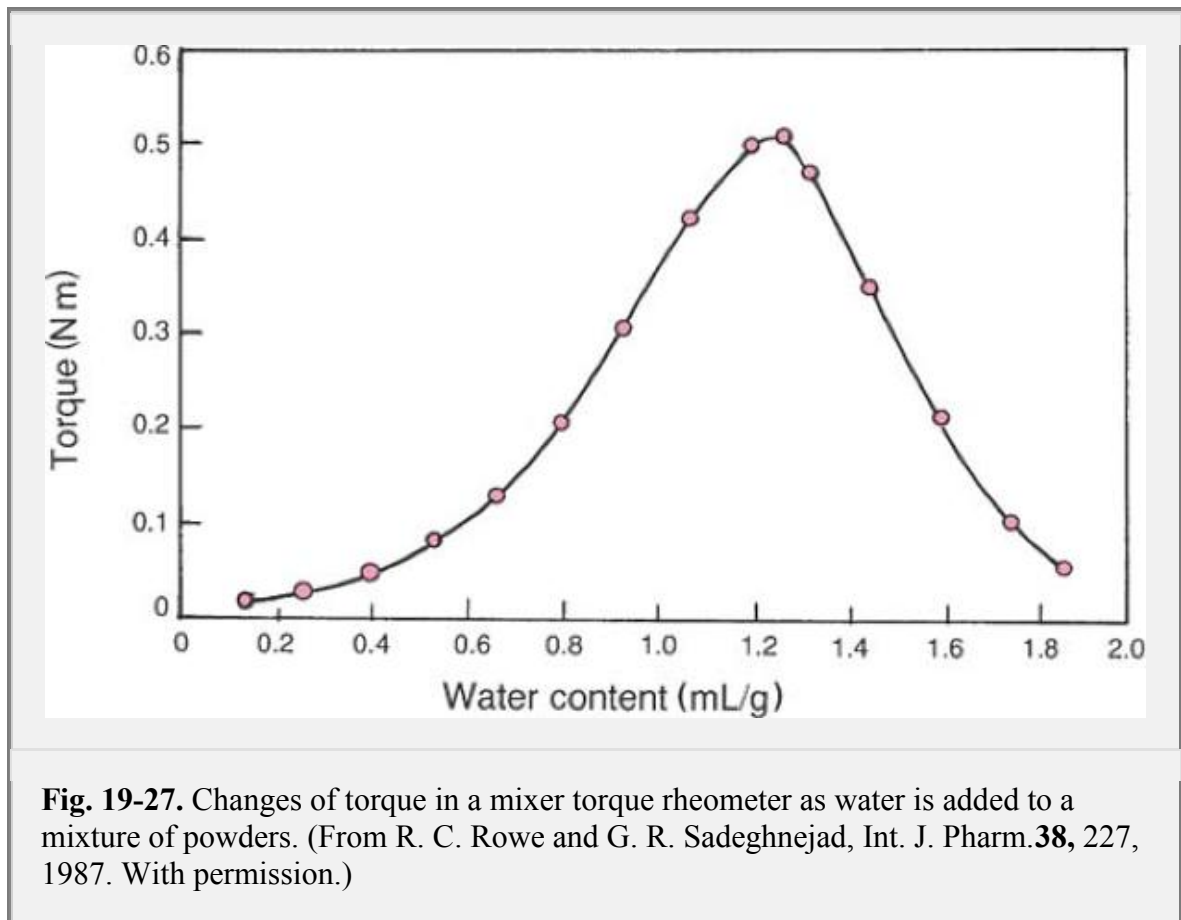 0.6
0.5
0.4
0.3
0.2
0.1
0
Torque (N m)
0 0.2 0.4 0.6 0.8 1.0 1.2 1.4 1.6 1.8 2.0
Water content (mL/g)
Fig. 19-27. Changes of torque in a mixer torque rheometer as water is added to a
mixture of powders. (From R. C. Rowe and G. R. Sadeghnejad, Int. J. Pharm.38, 227,
1987. With permission.)